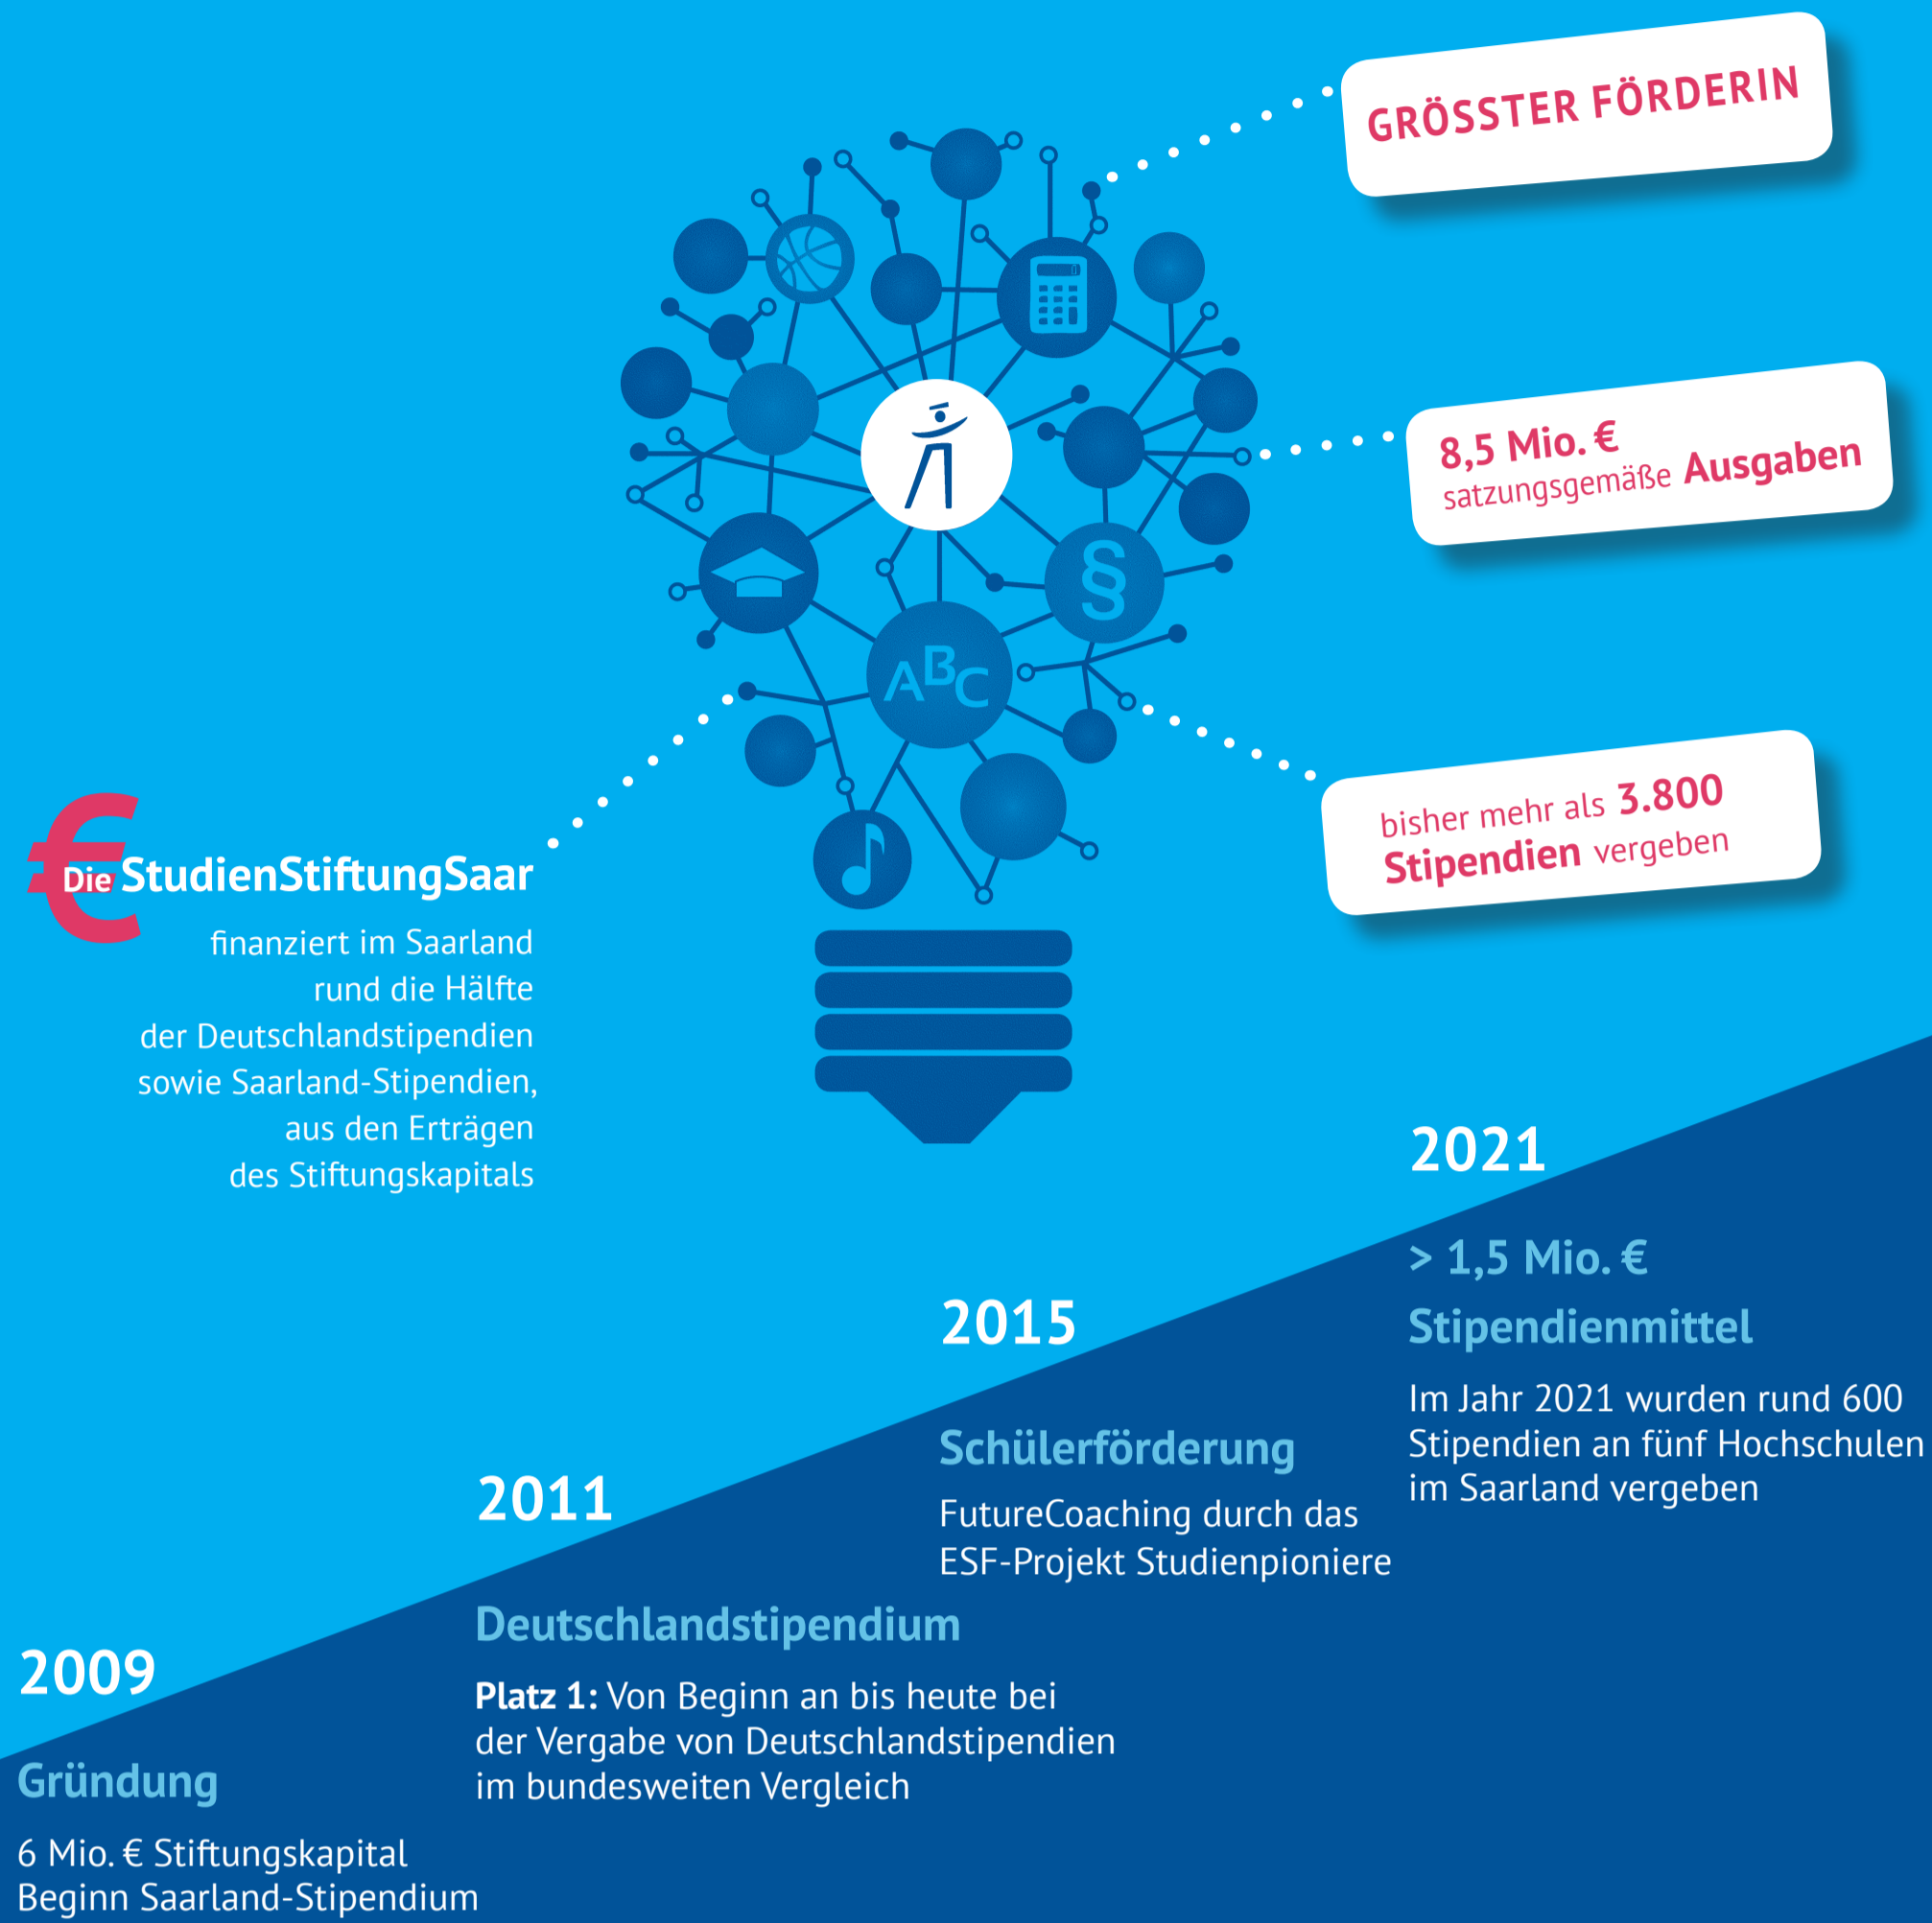 GRÖSSTER FÖRDERIN
8,5 Mio. €
satzungsgemäße Ausgaben
bisher mehr als 3.800
Stipendien vergeben
§
ABC
€
Die StudienStiftungSaar
finanziert im Saarland
rund die Hälfte
der Deutschlandstipendien
sowie Saarland-Stipendien,
aus den Erträgen
des Stiftungskapitals
2009
Gründung
6 Mio. € Stiftungskapital
Beginn Saarland-Stipendium
2011
Deutschlandstipendium
Platz 1: Von Beginn an bis heute bei
der Vergabe von Deutschlandstipendien
im bundesweiten Vergleich
2015
Schülerförderung
FutureCoaching durch das
ESF-Projekt Studienpioniere
2021
> 1,5 Mio. €
Stipendienmittel
Im Jahr 2021 wurden rund 600
Stipendien an fünf Hochschulen
im Saarland vergeben